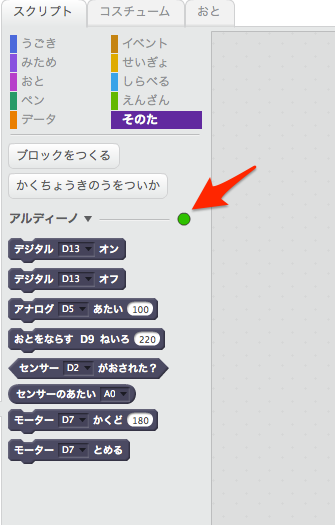 スクリプト コスチューム おと
うごき イベント
みため せいぎょ
おと しらべる
ペン えんざん
データ そのた
ブロックをつくる
かくちょうきのうをついか
アルディーノ
デジタル D13 オン
デジタル D13 オフ
アナログ D5 あたい 100
おとをならす D9 ねいろ 220
センサー D2 がおされた?
センサーのあたい A0
モーター D7 かくど 180
モーター D7 とめる